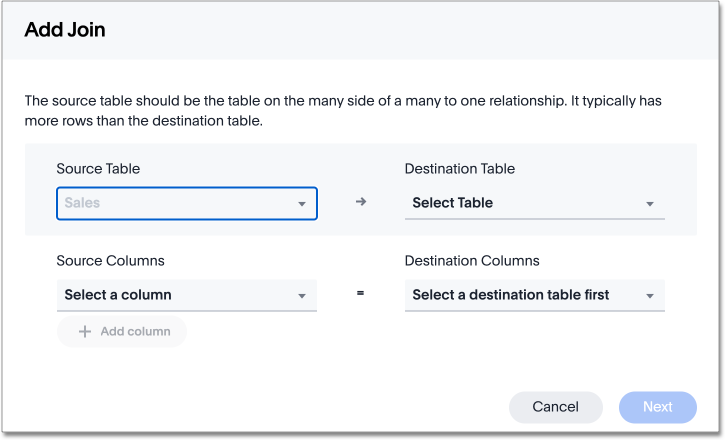 Add Join
The source table should be the table on the many side of a many to one relationship. It typically has
more rows than the destination table.
Source Table
Destination Table
Sales
→
Select Table
Source Columns
Destination Columns
Select a column
=
Select a destination table first
+ Add column
Cancel
Next